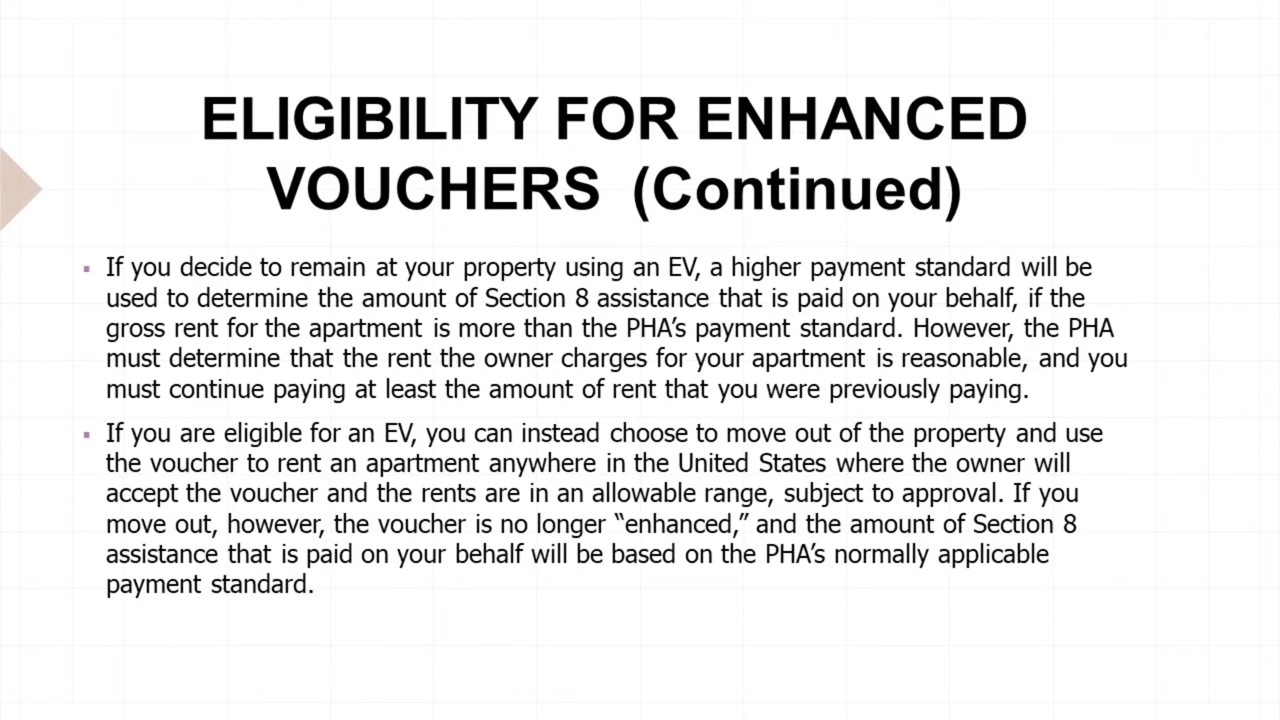 ELIGIBILITY FOR ENHANCED
VOUCHERS (Continued)
▪ If you decide to remain at your property using an EV, a higher payment standard will be
used to determine the amount of Section 8 assistance that is paid on your behalf, if the
gross rent for the apartment is more than the PHA’s payment standard. However, the PHA
must determine that the rent the owner charges for your apartment is reasonable, and you
must continue paying at least the amount of rent that you were previously paying.
▪ If you are eligible for an EV, you can instead choose to move out of the property and use
the voucher to rent an apartment anywhere in the United States where the owner will
accept the voucher and the rents are in an allowable range, subject to approval. If you
move out, however, the voucher is no longer “enhanced,” and the amount of Section 8
assistance that is paid on your behalf will be based on the PHA’s normally applicable
payment standard.